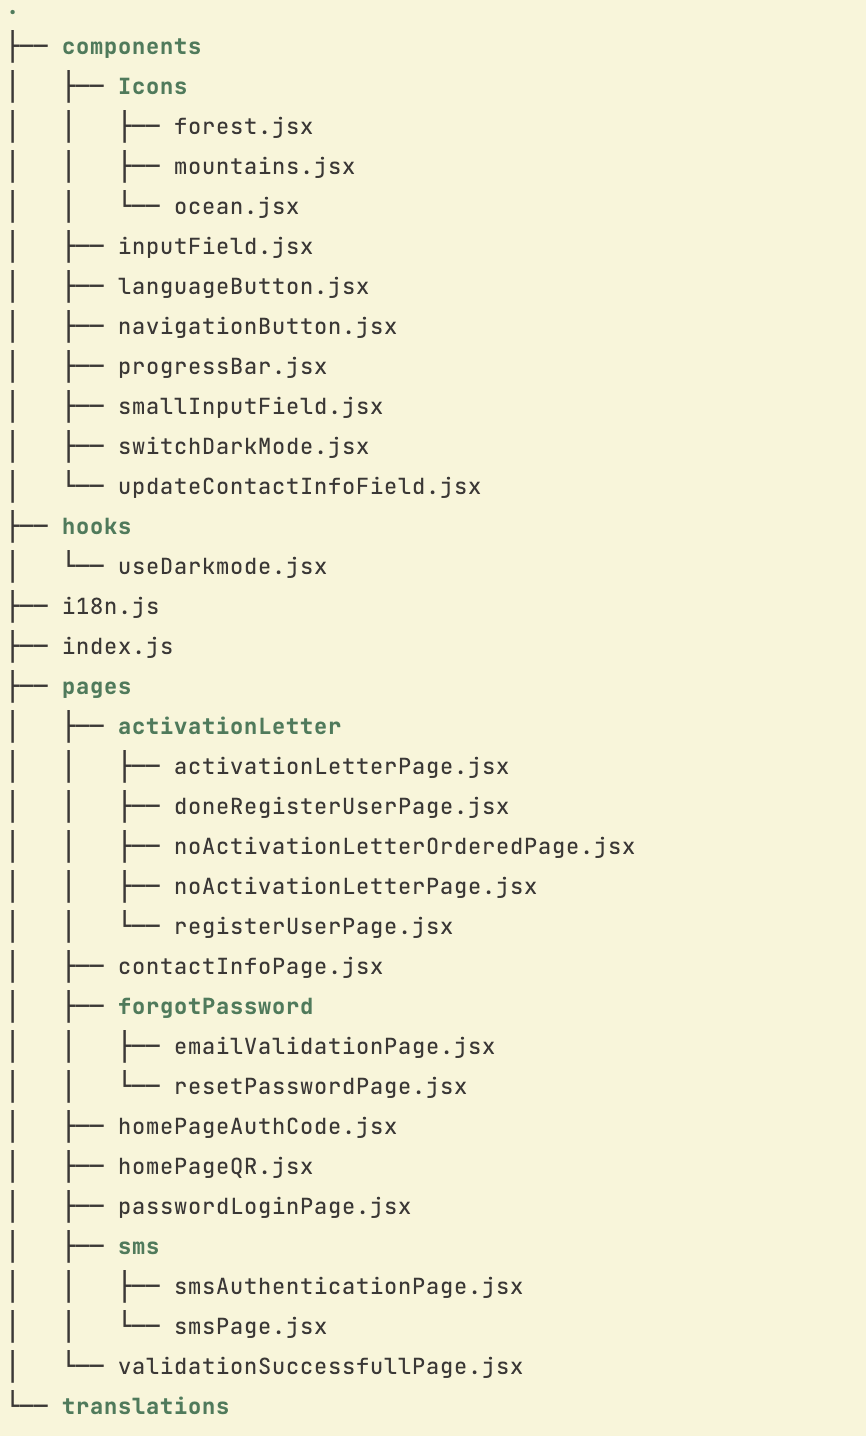 .
├── components
│   ├── Icons
│   │   ├── forest.jsx
│   │   ├── mountains.jsx
│   │   └── ocean.jsx
│   ├── inputField.jsx
│   ├── languageButton.jsx
│   ├── navigationButton.jsx
│   ├── progressBar.jsx
│   ├── smallInputField.jsx
│   ├── switchDarkMode.jsx
│   └── updateContactInfoField.jsx
├── hooks
│   └── useDarkmode.jsx
├── i18n.js
├── index.js
├── pages
│   ├── activationLetter
│   │   ├── activationLetterPage.jsx
│   │   ├── doneRegisterUserPage.jsx
│   │   ├── noActivationLetterOrderedPage.jsx
│   │   ├── noActivationLetterPage.jsx
│   │   └── registerUserPage.jsx
│   ├── contactInfoPage.jsx
│   ├── forgotPassword
│   │   ├── emailValidationPage.jsx
│   │   └── resetPasswordPage.jsx
│   ├── homePageAuthCode.jsx
│   ├── homePageQR.jsx
│   ├── passwordLoginPage.jsx
│   ├── sms
│   │   ├── smsAuthenticationPage.jsx
│   │   └── smsPage.jsx
│   └── validationSuccessfullPage.jsx
└── translations